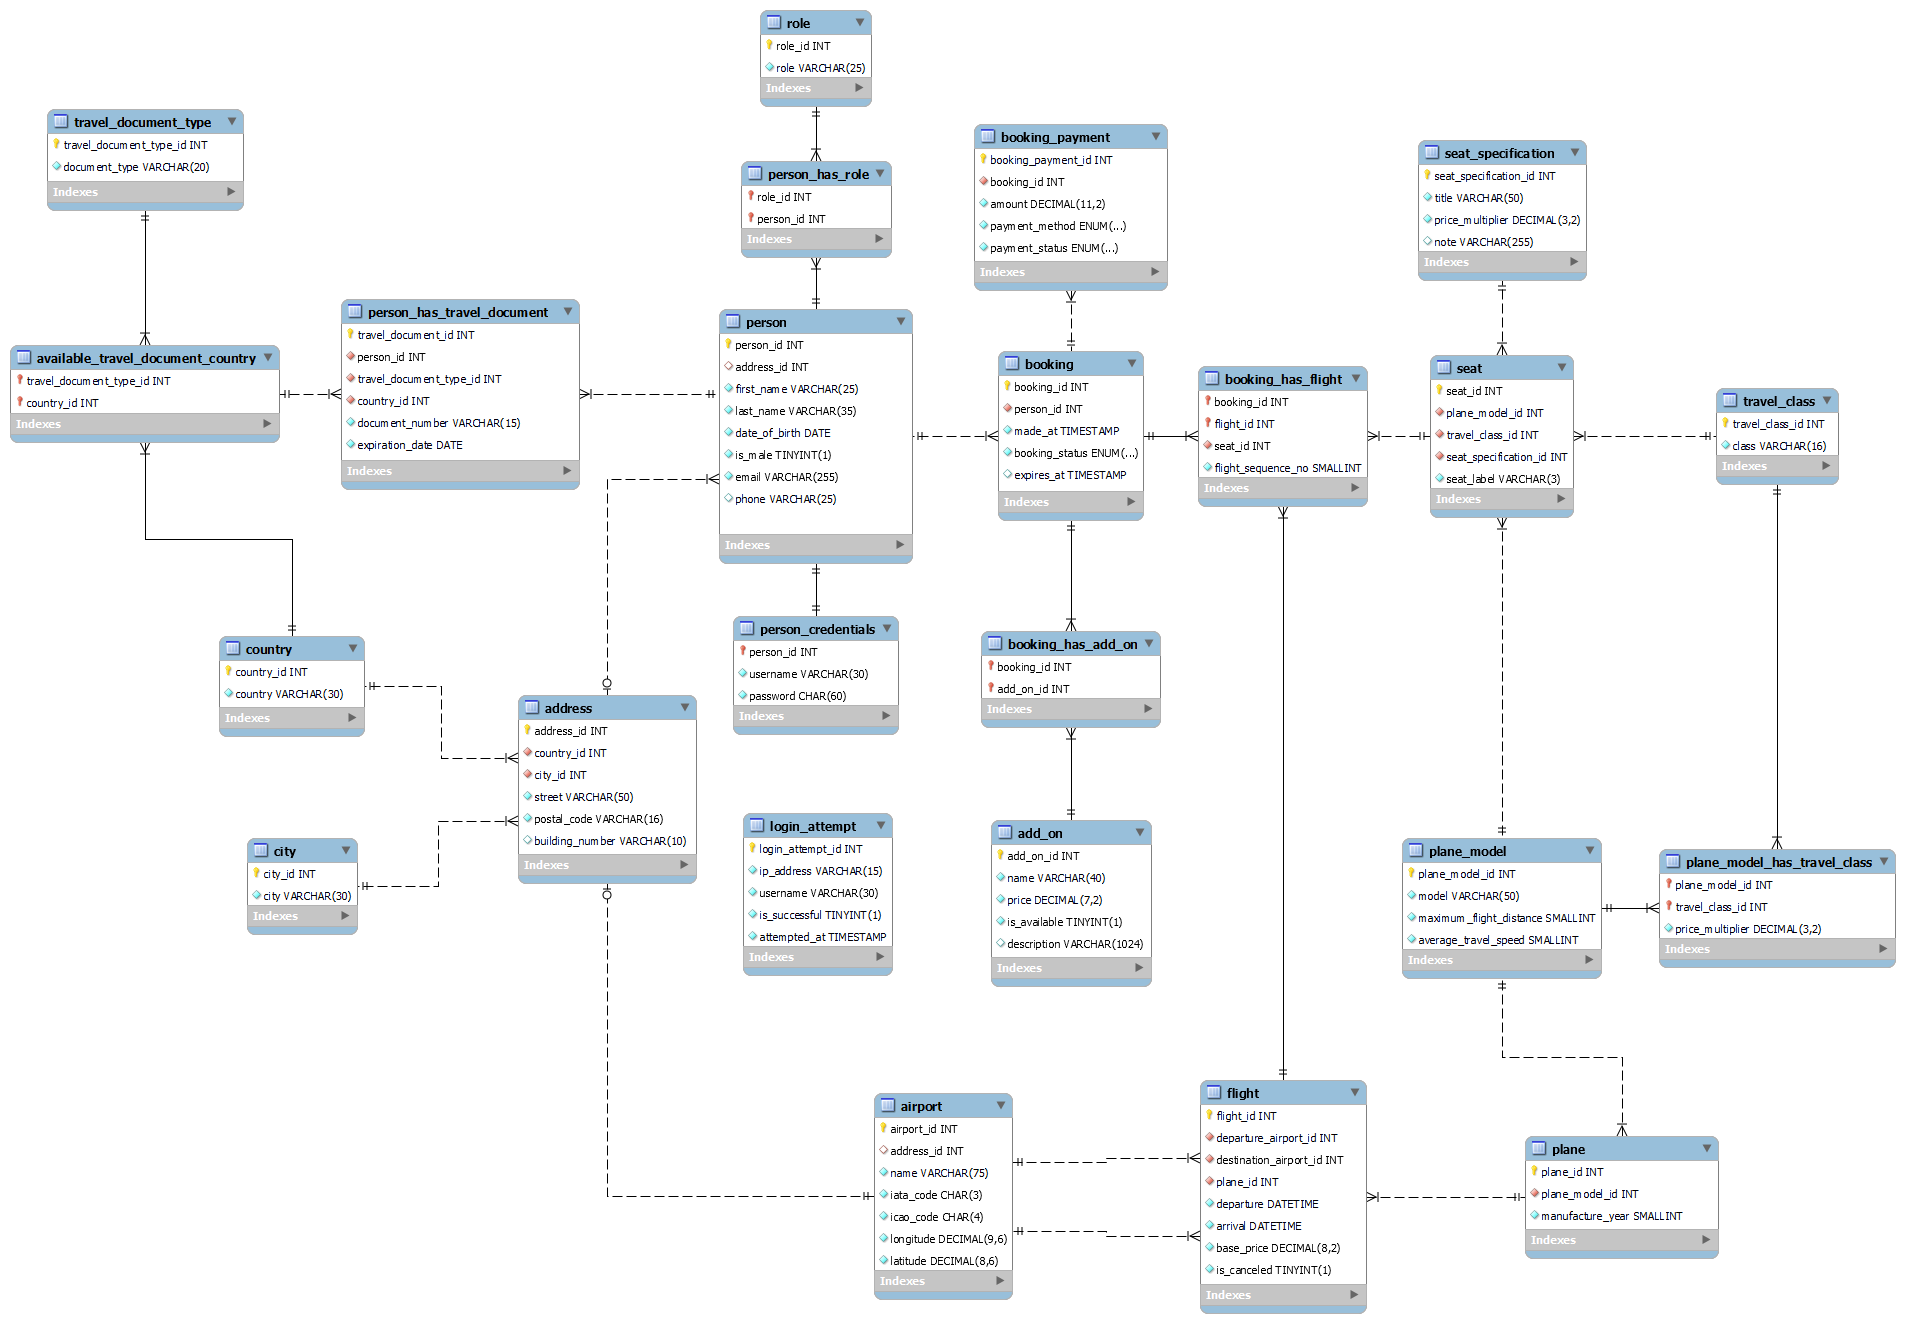 role
role_id INT
role VARCHAR(25)
Indexes
travel_document_type
travel_document_type_id INT
document_type VARCHAR(20)
Indexes
booking_payment
booking_payment_id INT
booking_id INT
amount DECIMAL(11,2)
payment_method ENUM(...)
payment_status ENUM(...)
Indexes
seat_specification
seat_specification_id INT
title VARCHAR(50)
price_multiplier DECIMAL(3,2)
note VARCHAR(255)
Indexes
person_has_role
role_id INT
person_id INT
Indexes
person_has_travel_document
travel_document_id INT
person_id INT
travel_document_type_id INT
country_id INT
document_number VARCHAR(15)
expiration_date DATE
Indexes
person
person_id INT
address_id INT
first_name VARCHAR(25)
last_name VARCHAR(35)
date_of_birth DATE
is_male TINYINT(1)
email VARCHAR(255)
phone VARCHAR(25)
Indexes
available_travel_document_country
travel_document_type_id INT
country_id INT
Indexes
booking
booking_id INT
person_id INT
made_at TIMESTAMP
booking_status ENUM(...)
expires_at TIMESTAMP
Indexes
booking_has_flight
booking_id INT
flight_id INT
seat_id INT
flight_sequence_no SMALLINT
Indexes
seat
seat_id INT
plane_model_id INT
travel_class_id INT
seat_specification_id INT
seat_label VARCHAR(3)
Indexes
travel_class
travel_class_id INT
class VARCHAR(16)
Indexes
person_credentials
person_id INT
username VARCHAR(30)
password CHAR(60)
Indexes
booking_has_add_on
booking_id INT
add_on_id INT
Indexes
country
country_id INT
country VARCHAR(30)
Indexes
address
address_id INT
country_id INT
city_id INT
street VARCHAR(50)
postal_code VARCHAR(16)
building_number VARCHAR(10)
Indexes
city
city_id INT
city VARCHAR(30)
Indexes
login_attempt
login_attempt_id INT
ip_address VARCHAR(15)
username VARCHAR(30)
is_successful TINYINT(1)
attempted_at TIMESTAMP
Indexes
add_on
add_on_id INT
name VARCHAR(40)
price DECIMAL(7,2)
is_available TINYINT(1)
description VARCHAR(1024)
Indexes
plane_model
plane_model_id INT
model VARCHAR(50)
maximum_flight_distance SMALLINT
average_travel_speed SMALLINT
Indexes
plane_model_has_travel_class
plane_model_id INT
travel_class_id INT
price_multiplier DECIMAL(3,2)
Indexes
airport
airport_id INT
address_id INT
name VARCHAR(75)
iata_code CHAR(3)
icao_code CHAR(4)
longitude DECIMAL(9,6)
latitude DECIMAL(8,6)
Indexes
flight
flight_id INT
departure_airport_id INT
destination_airport_id INT
plane_id INT
departure DATETIME
arrival DATETIME
base_price DECIMAL(8,2)
is_canceled TINYINT(1)
Indexes
plane
plane_id INT
plane_model_id INT
manufacture_year SMALLINT
Indexes